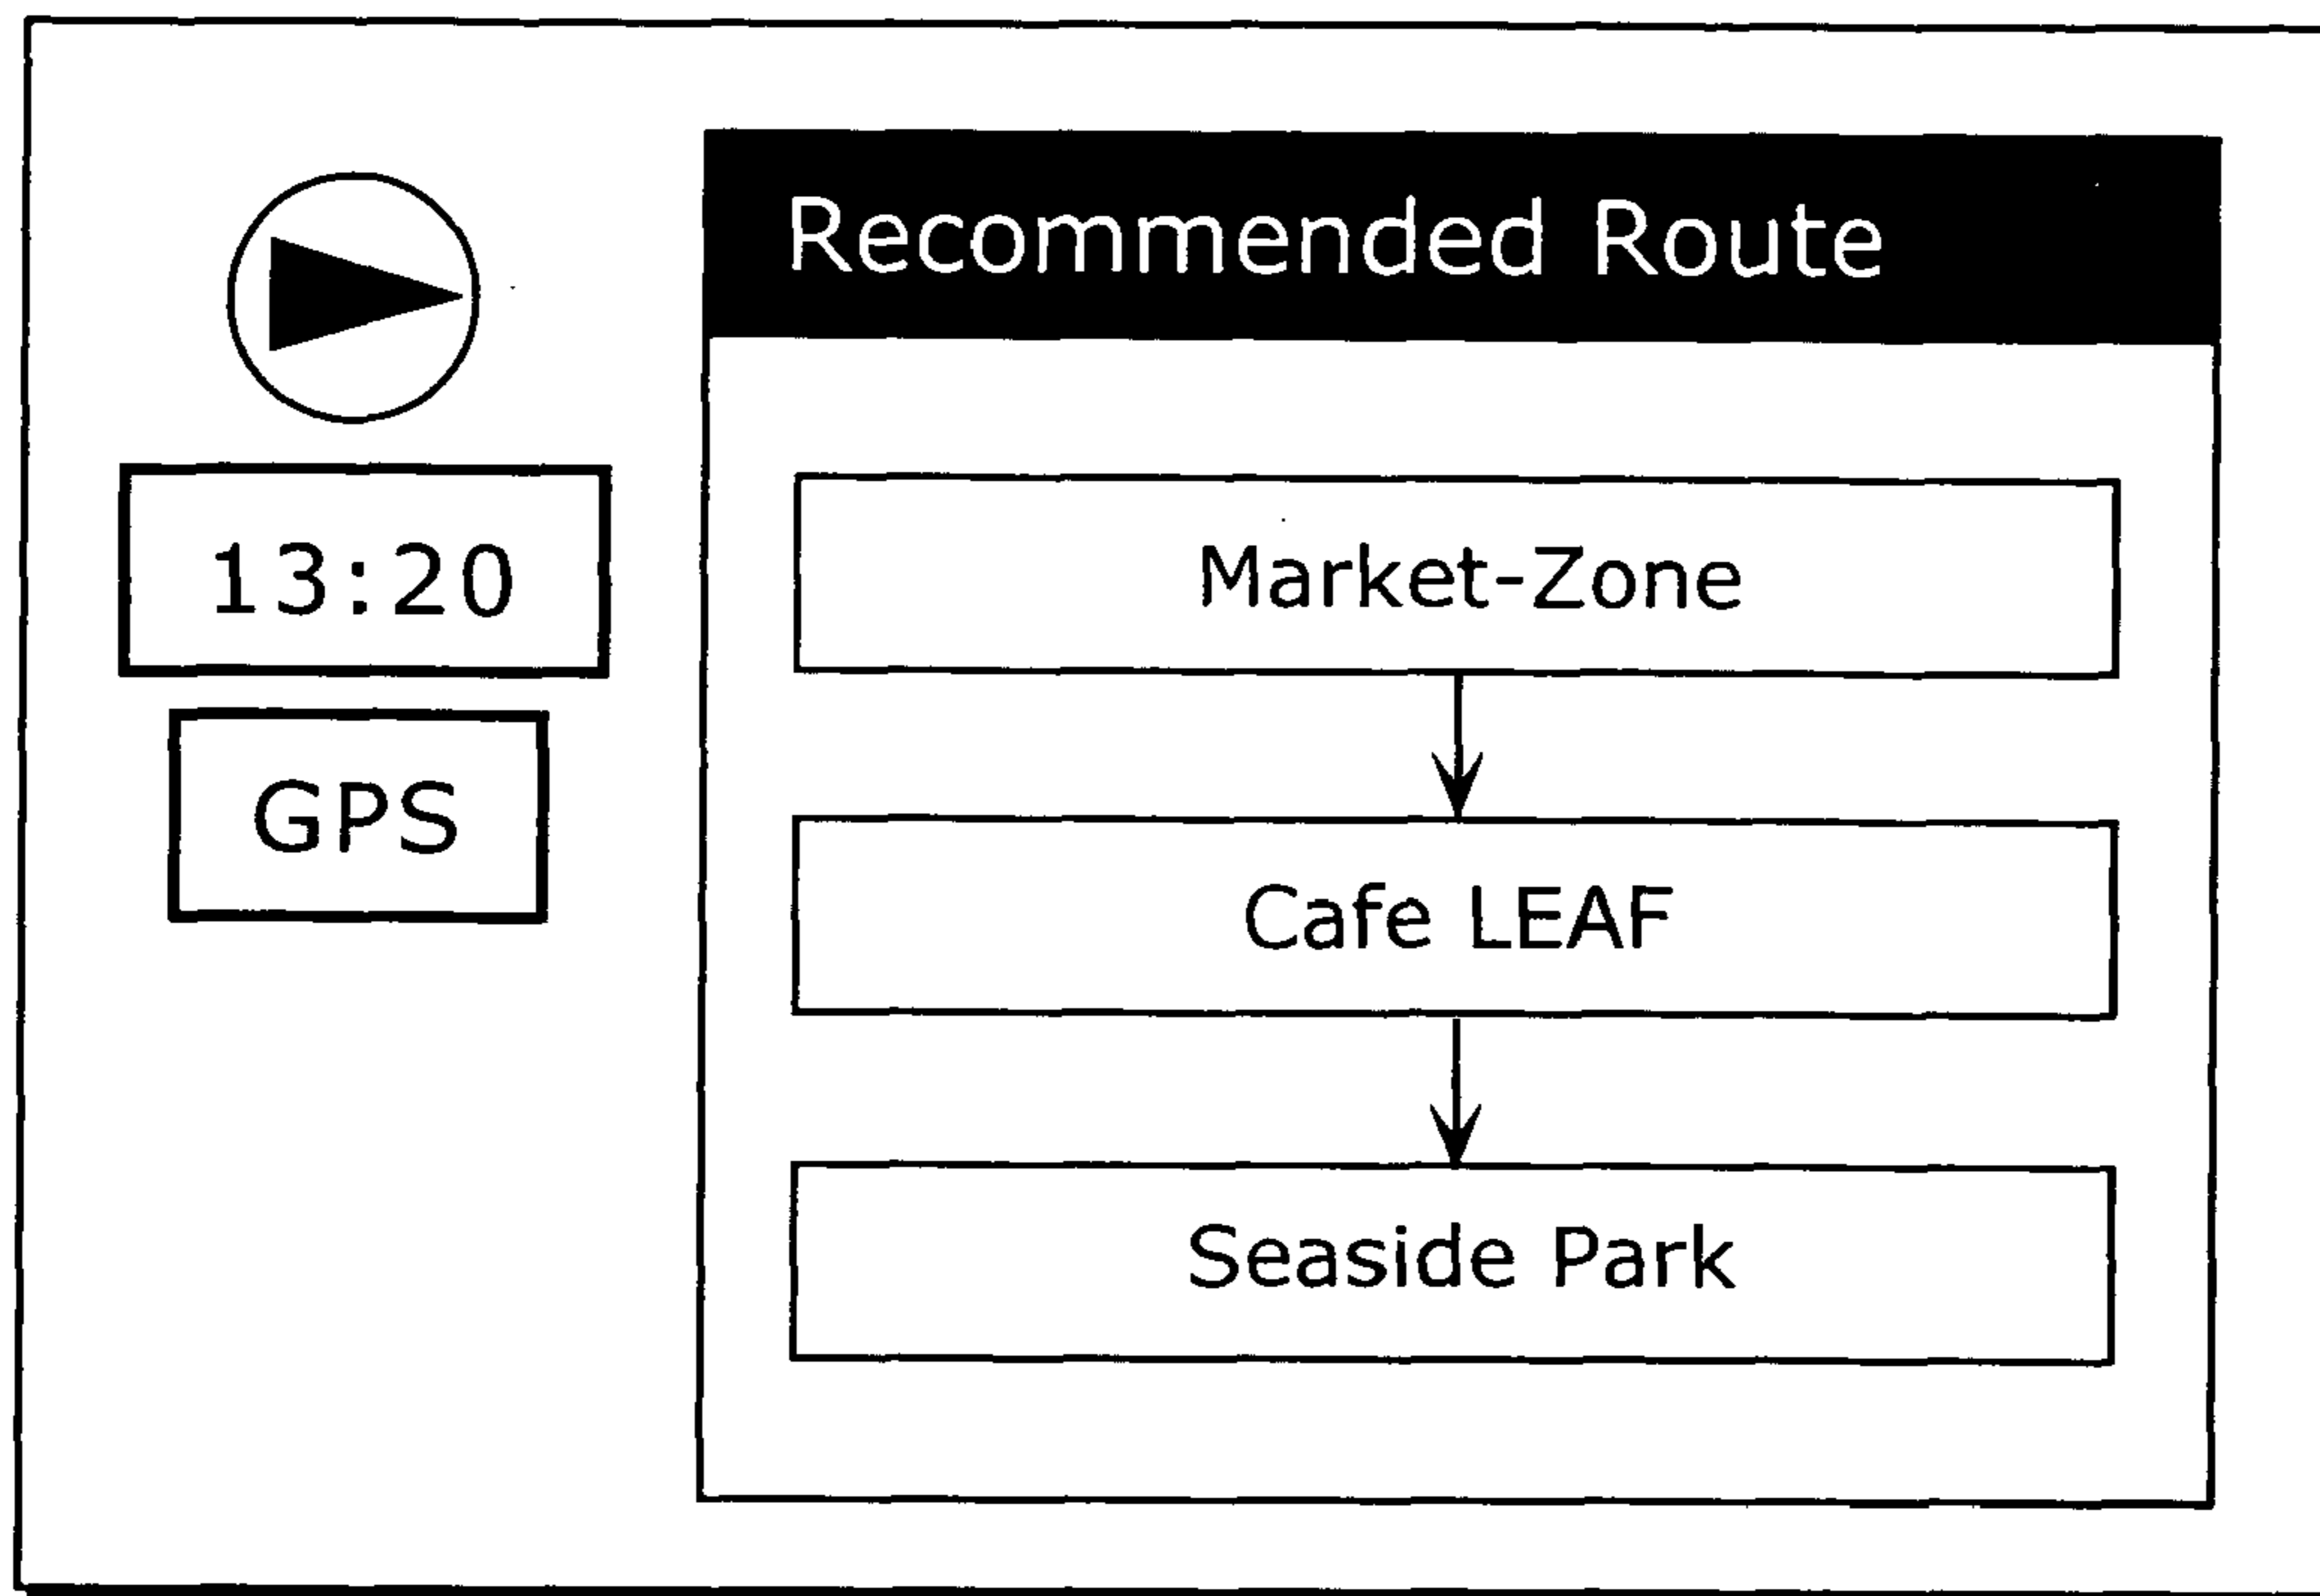 Recommended Route
13:20
GPS
Market-Zone
Cafe LEAF
Seaside Park